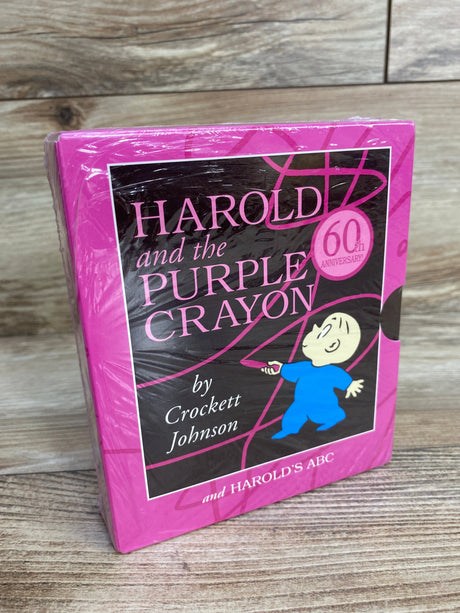 HAROLD
and the
PURPLE
CRAYON
60th
ANNIVERSARY!
by
Crockett
Johnson
and HAROLD'S ABC